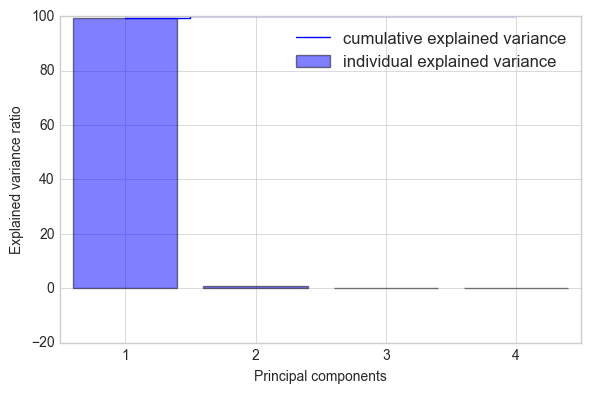 100
80
60
40
20
0
−20
Explained variance ratio
cumulative explained variance
individual explained variance
1 2 3 4
Principal components